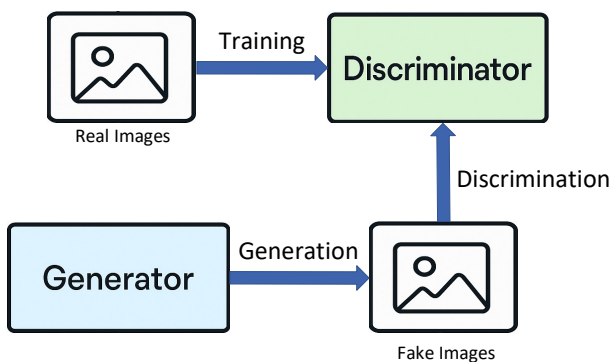 Training
Discriminator
Real Images
Discrimination
Generation
Generator
Fake Images